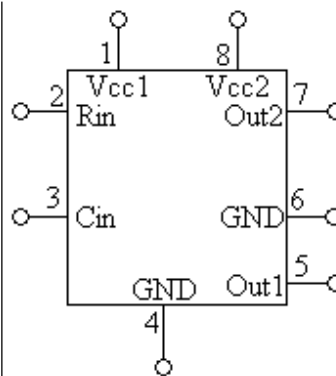 1 8
Vcc1 Vcc2
2 7
Rin Out2
3 6
Cin GND
5
GND Out1
4